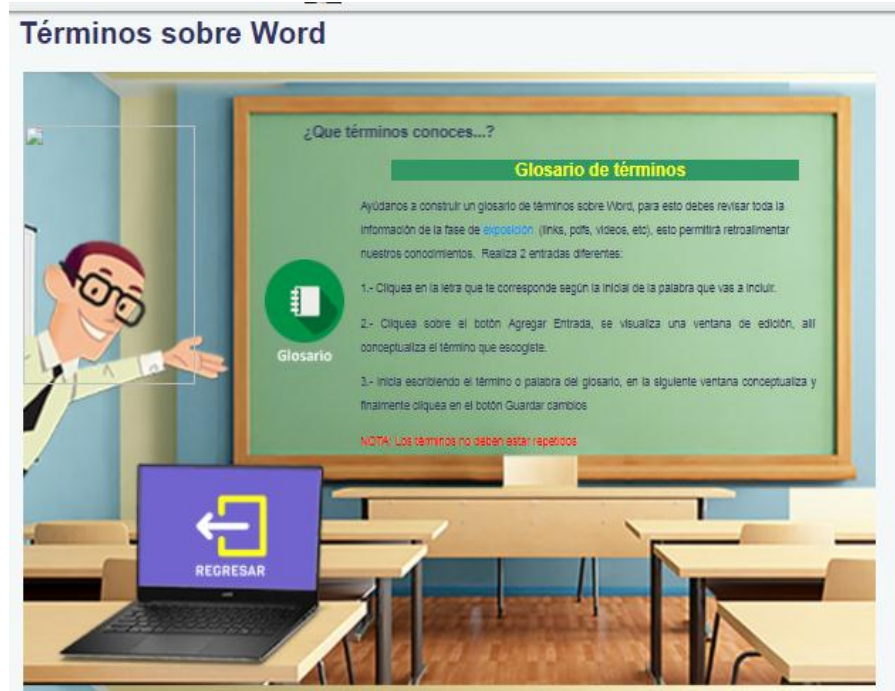 Términos sobre Word
¿Que términos conoces...?
Glosario de términos
Ayúdanos a construir un glosario de términos sobre Word, para esto debes revisar toda la
información de la fase de exposición (links, pdfs, videos, etc), esto permitirá retroalimentar
nuestros conocimientos. Realiza 2 entradas diferentes:
1.- Cliquea en la letra que te corresponde según la inicial de la palabra que vas a incluir.
2.- Cliquea sobre el botón Agregar Entrada, se visualiza una ventana de edición, allí
conceptualiza el término que escogiste.
3.- Inicia escribiendo el término o palabra del glosario, en la siguiente ventana conceptualiza y
finalmente cliquea en el botón Guardar cambios
NOTA: Los términos no deben estar repetidos
Glosario
REGRESAR